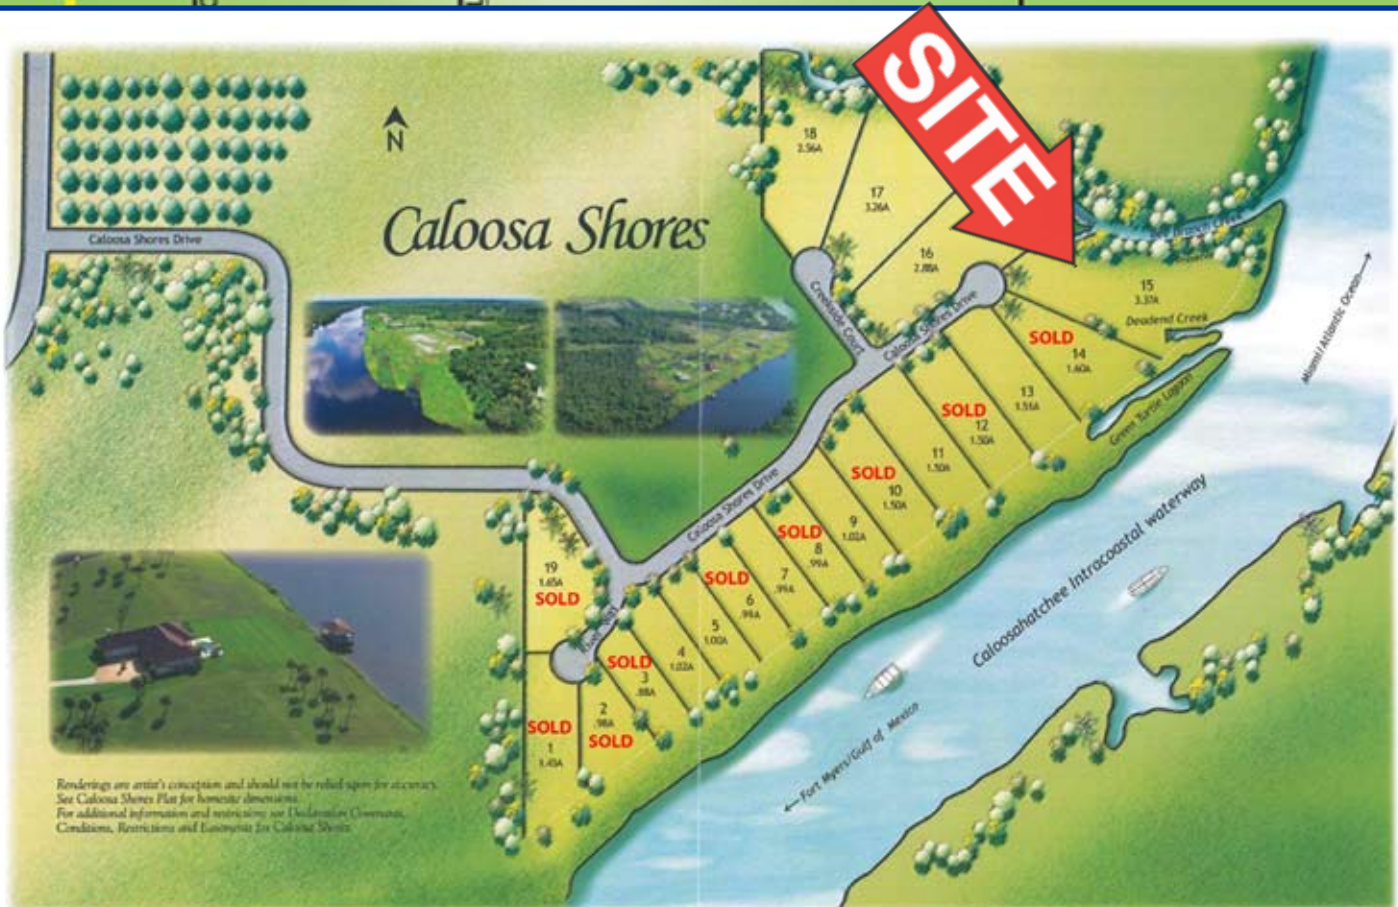 SITE
N
Caloosa Shores
Caloosa Shores Drive
18
3.56A
17
3.26A
16
2.88A
Creekside Court
Caloosa Shores Drive
15
3.37A
Deadend Creek
SOLD
14
1.60A
Green Turtle Lagoon
13
1.51A
SOLD
12
1.50A
11
1.50A
SOLD
10
1.50A
9
1.02A
SOLD
8
.99A
7
.99A
SOLD
6
.99A
5
1.00A
4
1.02A
SOLD
3
.88A
2
.98A
SOLD
SOLD
1
1.43A
19
1.65A
SOLD
Caloosa Shores Drive
Miami/Atlantic Ocean
Caloosahatchee Intracoastal waterway
Fort Myers/Gulf of Mexico
Renderings are artist's conception and should not be relied upon for accuracy.
See Caloosa Shores Plat for homesite dimensions.
For additional information and restrictions see Declaration Covenants,
Conditions, Restrictions and Easements for Caloosa Shores